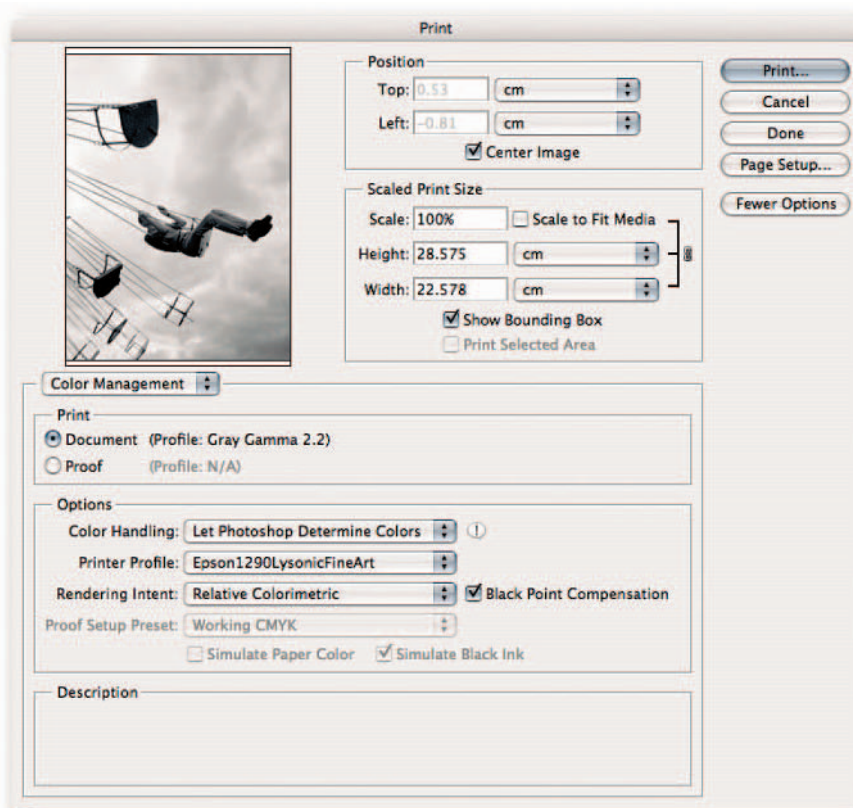 Print
Position
Top: 0.53 cm
Left: -0.81 cm
Center Image
Scaled Print Size
Scale: 100% Scale to Fit Media
Height: 28.575 cm
Width: 22.578 cm
Show Bounding Box
Print Selected Area
Print...
Cancel
Done
Page Setup...
Fewer Options
Color Management
Print
Document (Profile: Gray Gamma 2.2)
Proof (Profile: N/A)
Options
Color Handling: Let Photoshop Determine Colors
Printer Profile: Epson1290LysonicFineArt
Rendering Intent: Relative Colorimetric Black Point Compensation
Proof Setup Preset: Working CMYK
Simulate Paper Color Simulate Black Ink
Description